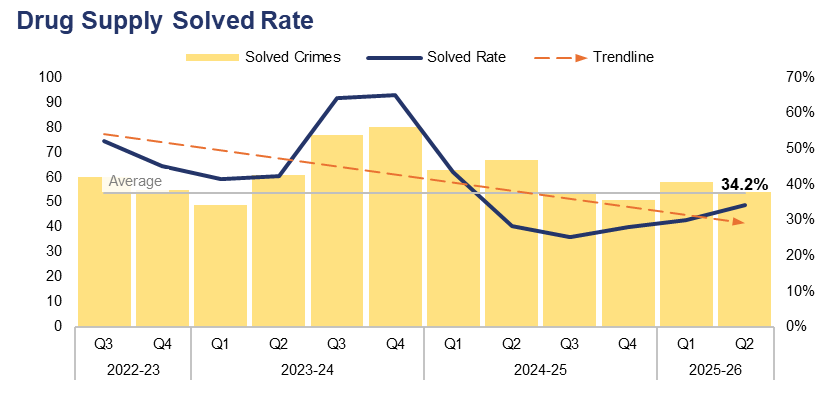 Drug Supply Solved Rate
Solved Crimes Solved Rate Trendline
100 70%
90 60%
80 50%
70 40%
60 30%
50 20%
40 10%
30 0%
20
10
0
Average
34.2%
Q3 Q4 Q1 Q2 Q3 Q4 Q1 Q2 Q3 Q4 Q1 Q2
2022-23 2023-24 2024-25 2025-26